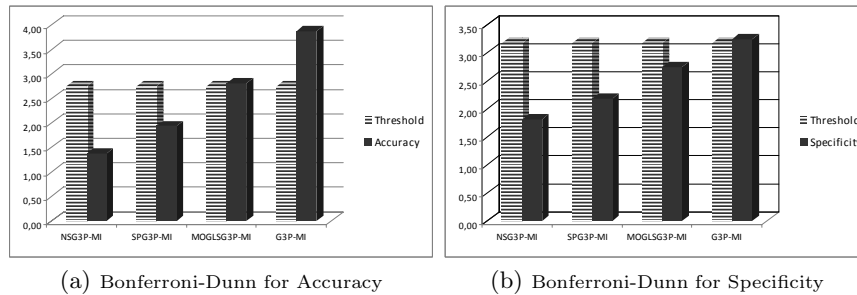 4,00
3,50
3,00
2,50
2,00
1,50
1,00
0,50
0,00
NSG3P-MI SPG3P-MI MOGLSG3P-MI G3P-MI
Threshold
Accuracy
(a) Bonferroni-Dunn for Accuracy
3,50
3,00
2,50
2,00
1,50
1,00
0,50
0,00
NSG3P-MI SPG3P-MI MOGLSG3P-MI G3P-MI
Threshold
Specificity
(b) Bonferroni-Dunn for Specificity